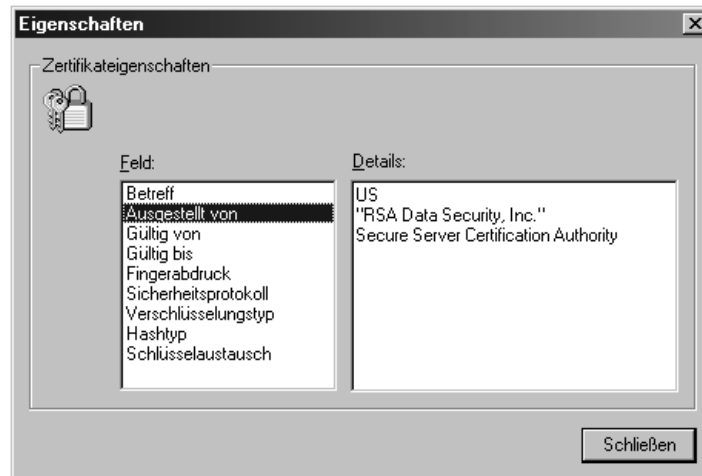 Eigenschaften
Zertifikateigenschaften
Feld:
Details:
Betreff
Ausgestellt von
Gültig von
Gültig bis
Fingerabdruck
Sicherheitsprotokoll
Verschlüsselungstyp
Hashtyp
Schlüsselaustausch
US
"RSA Data Security, Inc."
Secure Server Certification Authority
Schließen